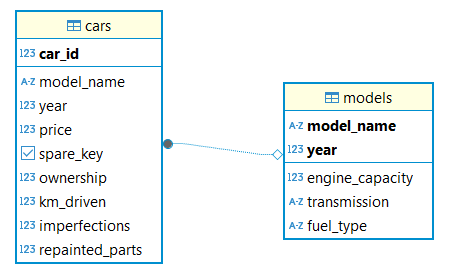 cars
123 car_id
A-Z model_name
123 year
123 price
spare_key
123 ownership
123 km_driven
123 imperfections
123 repainted_parts
models
A-Z model_name
123 year
123 engine_capacity
A-Z transmission
A-Z fuel_type